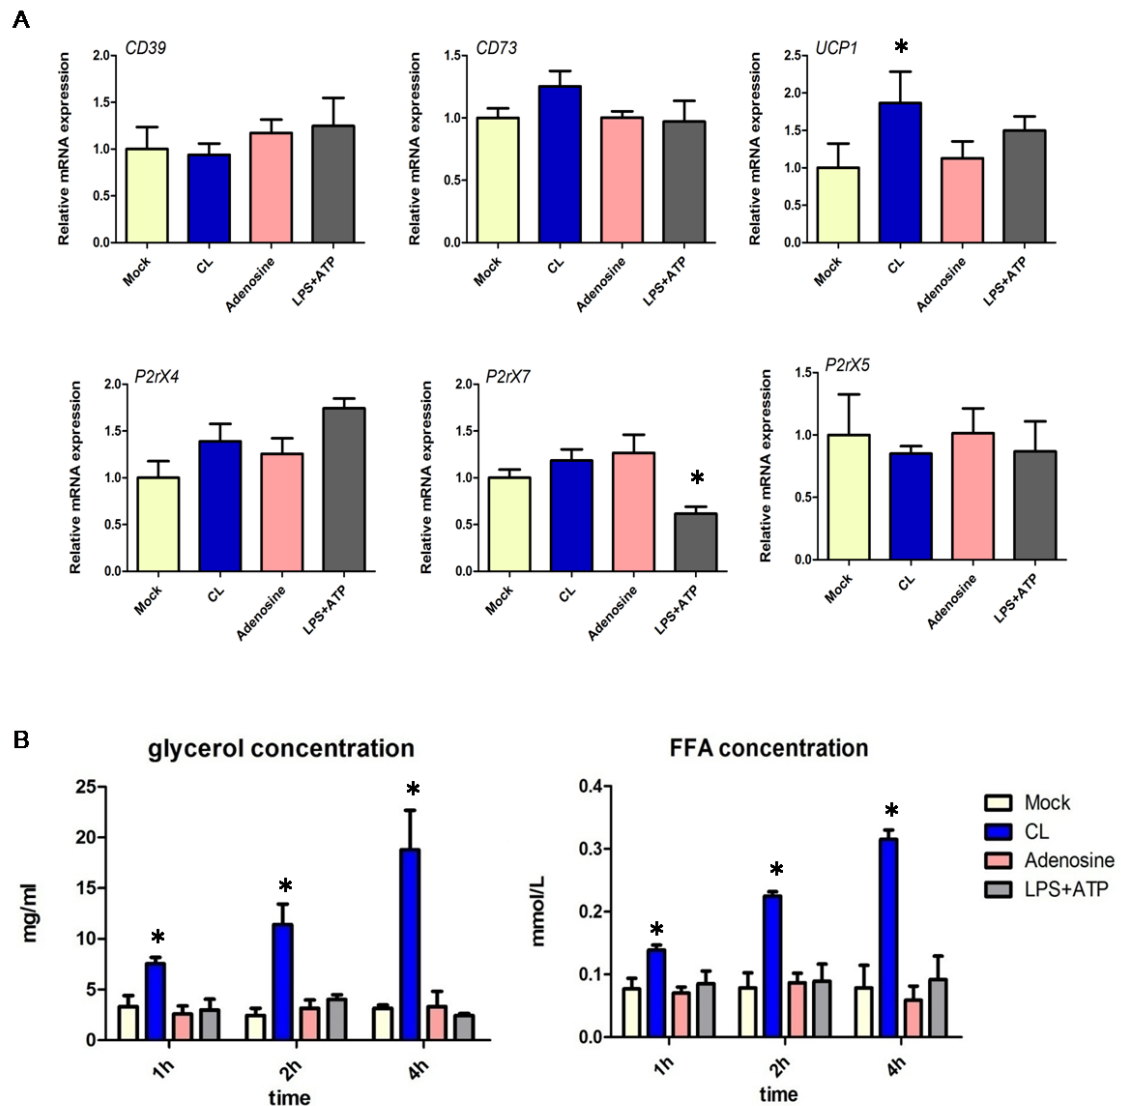 A
CD39
Relative mRNA expression
2.0
1.5
1.0
0.5
0.0
Mock
CL
Adenosine
LPS+ATP
CD73
Relative mRNA expression
1.5
1.0
0.5
0.0
Mock
CL
Adenosine
LPS+ATP
UCP1
*
Relative mRNA expression
2.5
2.0
1.5
1.0
0.5
0.0
Mock
CL
Adenosine
LPS+ATP
P2rX4
Relative mRNA expression
2.0
1.5
1.0
0.5
0.0
Mock
CL
Adenosine
LPS+ATP
P2rX7
Relative mRNA expression
2.0
1.5
1.0
0.5
0.0
*
Mock
CL
Adenosine
LPS+ATP
P2rX5
Relative mRNA expression
1.5
1.0
0.5
0.0
Mock
CL
Adenosine
LPS+ATP
B
glycerol concentration
mg/ml
25
20
15
10
5
0
*
*
*
1h
2h
4h
time
FFA concentration
mmol/L
0.4
0.3
0.2
0.1
0.0
*
*
*
1h
2h
4h
time
Mock
CL
Adenosine
LPS+ATP